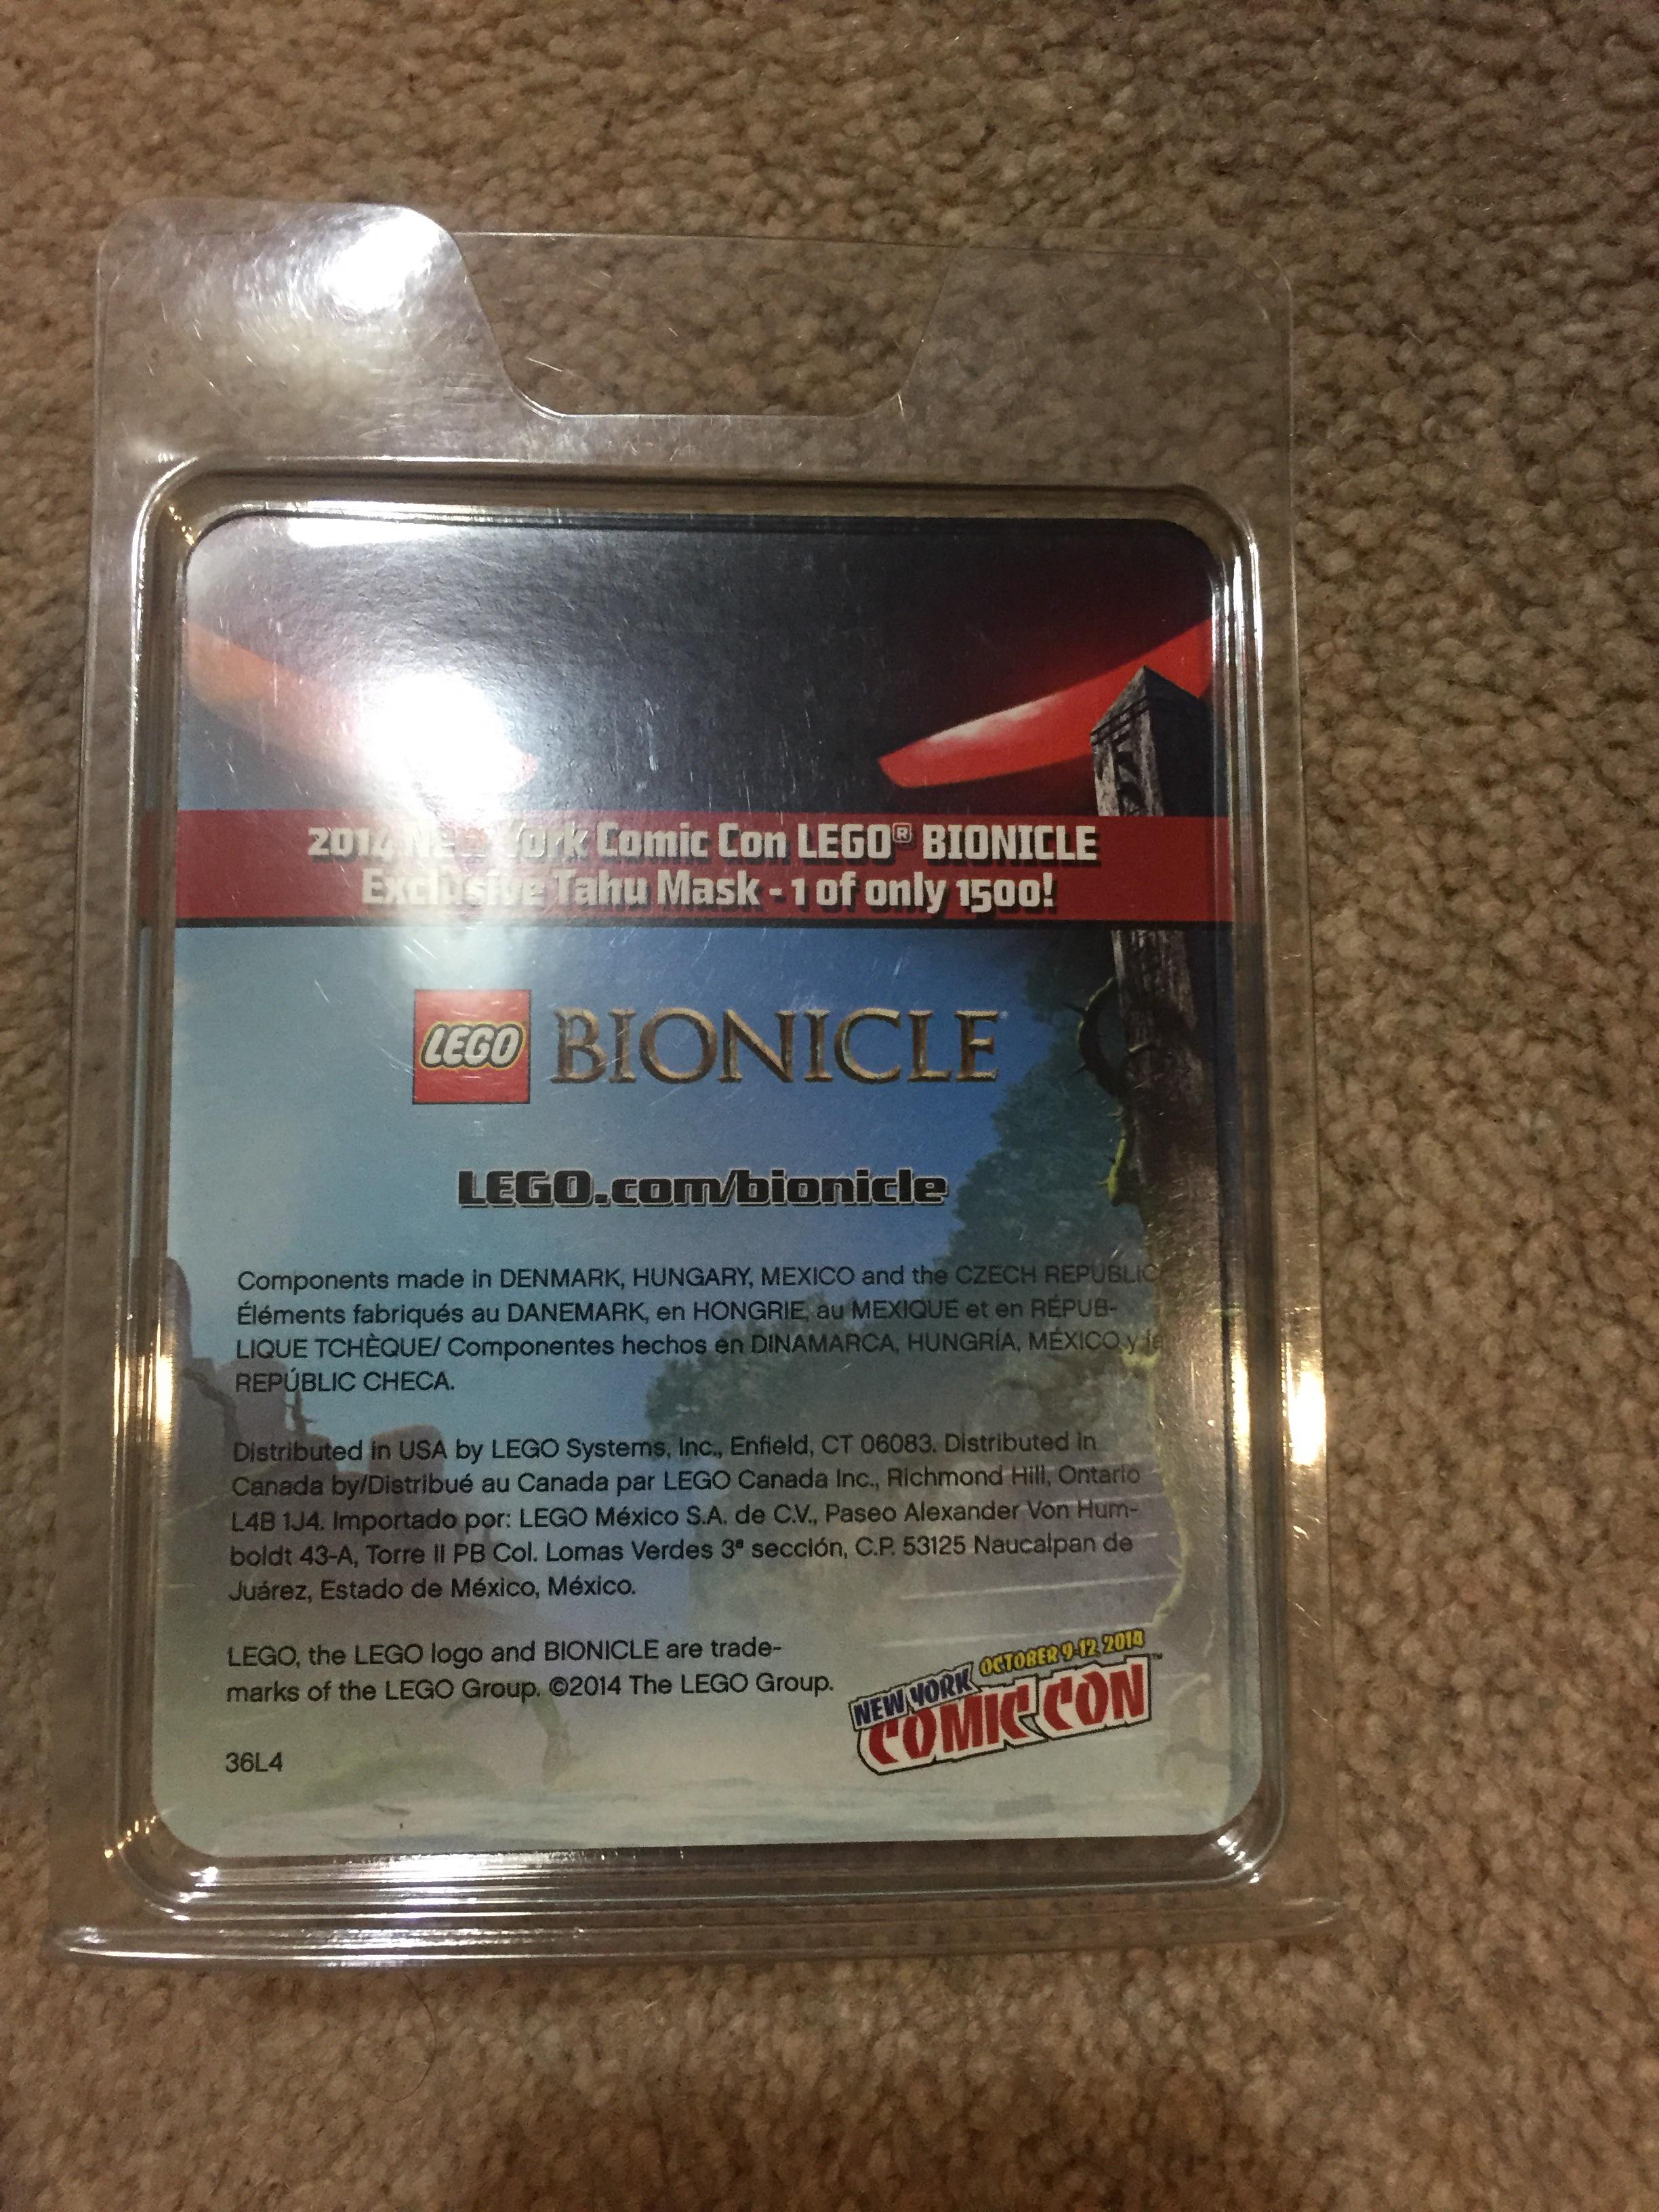 2014 New York Comic Con LEGO® BIONICLE
Exclusive Tahu Mask - 1 of only 1500!
LEGO BIONICLE
LEGO.com/bionicle
Components made in DENMARK, HUNGARY, MEXICO and the CZECH REPUBLIC
Éléments fabriqués au DANEMARK, en HONGRIE, au MEXIQUE et en RÉPUB-
LIQUE TCHÈQUE/ Componentes hechos en DINAMARCA, HUNGRÍA, MÉXICO y
REPÚBLIC CHECA.
Distributed in USA by LEGO Systems, Inc., Enfield, CT 06083. Distributed in
Canada by/Distribué au Canada par LEGO Canada Inc., Richmond Hill, Ontario
L4B 1J4. Importado por: LEGO México S.A. de C.V., Paseo Alexander Von Hum-
boldt 43-A, Torre II PB Col. Lomas Verdes 3ª sección, C.P. 53125 Naucalpan de
Juárez, Estado de México, México.
LEGO, the LEGO logo and BIONICLE are trade-
marks of the LEGO Group. ©2014 The LEGO Group.
OCTOBER 9-12, 2014
NEW YORK
COMIC CON™
36L4